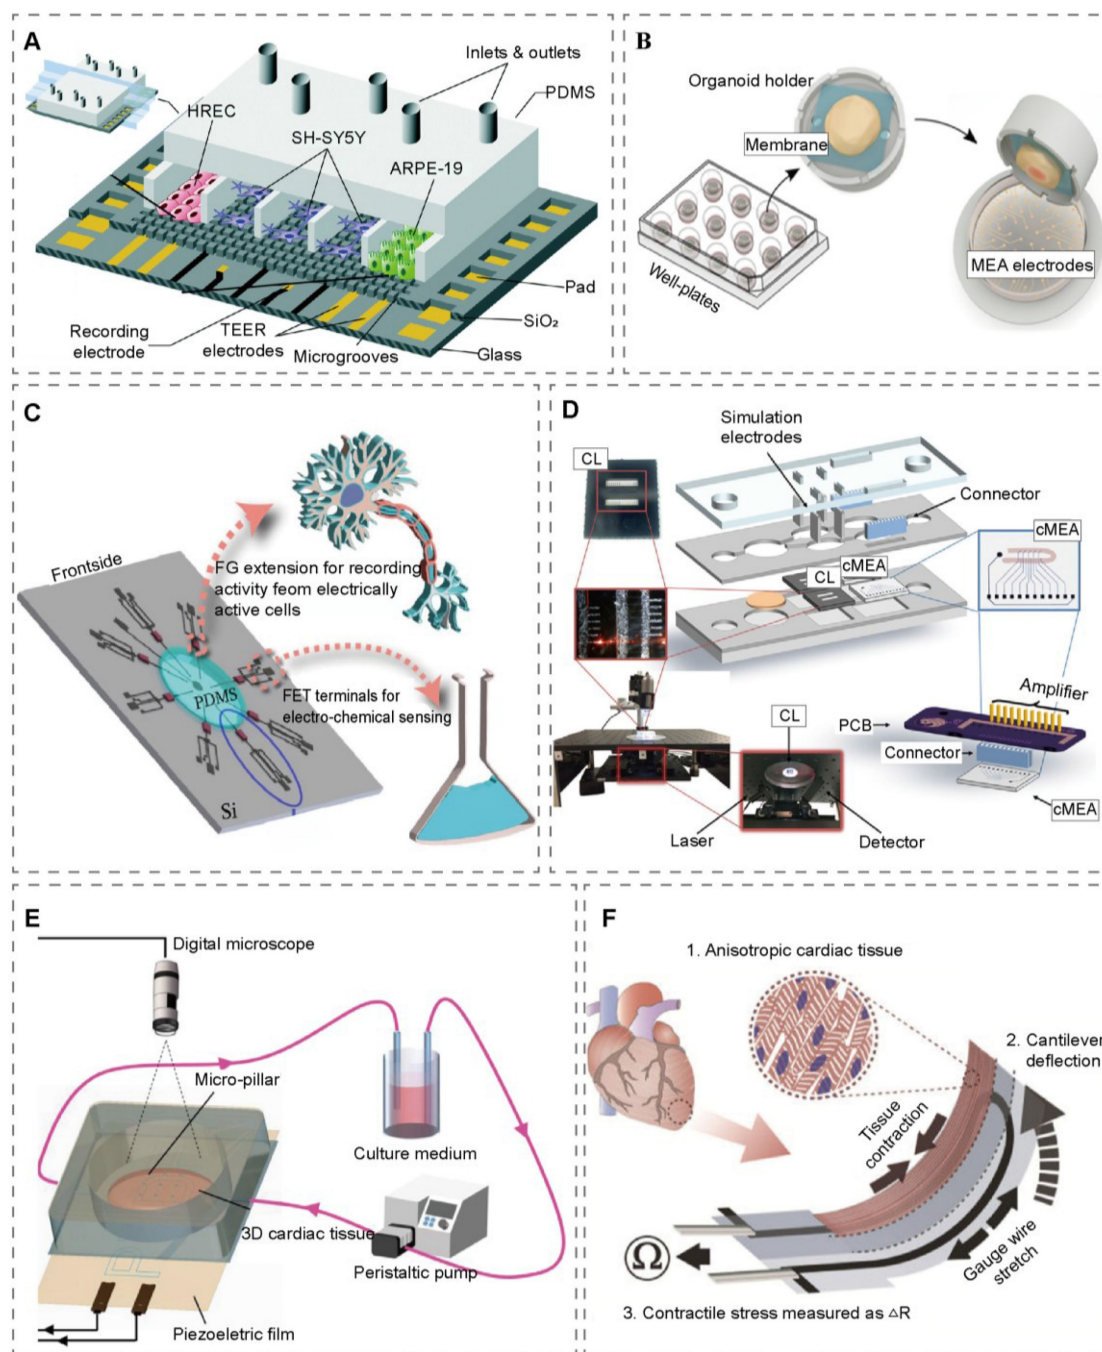 A
Inlets & outlets
PDMS
HREC
SH-SY5Y
ARPE-19
Pad
SiO₂
Glass
Recording
electrode
TEER
electrodes
Microgrooves
B
Organoid holder
Membrane
Well-plates
MEA electrodes
C
Frontside
FG extension for recording
activity feom electrically
active cells
PDMS
FET terminals for
electro-chemical sensing
Si
D
Simulation
electrodes
CL
Connector
cMEA
CL
cMEA
Amplifier
PCB
Connector
CL
cMEA
Laser
Detector
E
Digital microscope
Micro-pillar
Culture medium
3D cardiac tissue
Peristaltic pump
Piezoeletric film
F
1. Anisotropic cardiac tissue
2. Cantilever
deflection
Tissue
contraction
Gauge wire
stretch
Ω
3. Contractile stress measured as △R